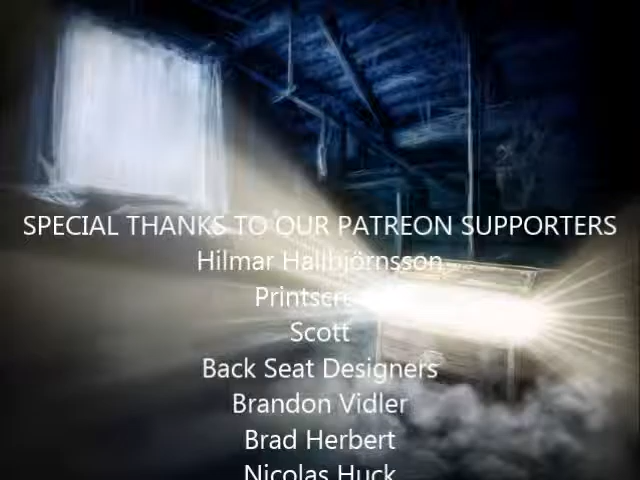 SPECIAL THANKS TO OUR PATREON SUPPORTERS
Hilmar Hallbjörnsson
Scott
Back Seat Designers
Brandon Vidler
Brad Herbert
Nicolas Huck